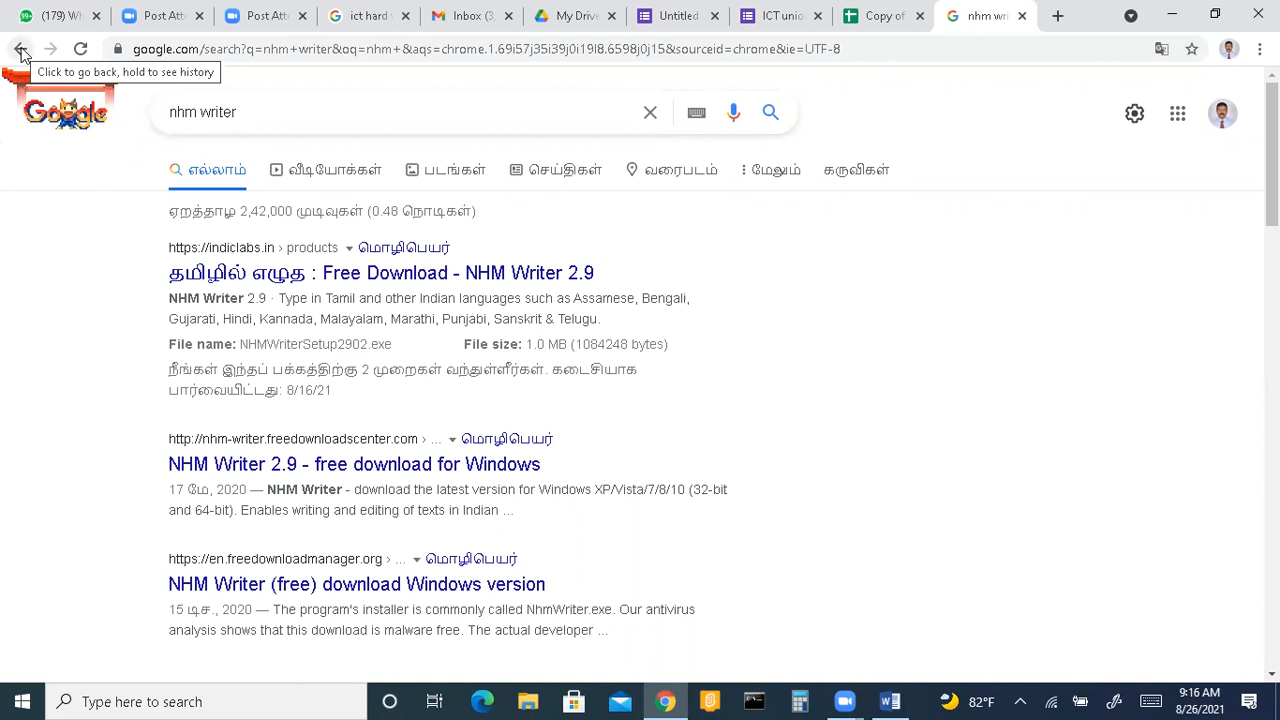 (179) W
Post Att
Post Att
ict hard
Inbox
My Drive
Untitled
ICT unio
Copy of
nhm wri
google.com/search?q=nhm+writer&oq=nhm+&aqs=chrome.1.69i57j35i39j0i19l8.6598j0j15&sourceid=chrome&ie=UTF-8
Click to go back, hold to see history
Google
nhm writer
எல்லாம் வீடியோக்கள் படங்கள் செய்திகள் வரைபடம் மேலும் கருவிகள்
ஏறத்தாழ 2,42,000 முடிவுகள் (0.48 நொடிகள்)
https://indiclabs.in › products மொழிபெயர்
தமிழில் எழுத : Free Download - NHM Writer 2.9
NHM Writer 2.9 · Type in Tamil and other Indian languages such as Assamese, Bengali,
Gujarati, Hindi, Kannada, Malayalam, Marathi, Punjabi, Sanskrit & Telugu.
File name: NHMWriterSetup2902.exe File size: 1.0 MB (1084248 bytes)
நீங்கள் இந்தப் பக்கத்திற்கு 2 முறைகள் வந்துள்ளீர்கள். கடைசியாக
பார்வையிட்டது: 8/16/21
http://nhm-writer.freedownloadscenter.com › ... மொழிபெயர்
NHM Writer 2.9 - free download for Windows
17 மே, 2020 — NHM Writer - download the latest version for Windows XP/Vista/7/8/10 (32-bit
and 64-bit). Enables writing and editing of texts in Indian ...
https://en.freedownloadmanager.org › ... மொழிபெயர்
NHM Writer (free) download Windows version
15 டிச., 2020 — The program's installer is commonly called NhmWriter.exe. Our antivirus
analysis shows that this download is malware free. The actual developer ...
Type here to search
82°F
9:16 AM
8/26/2021